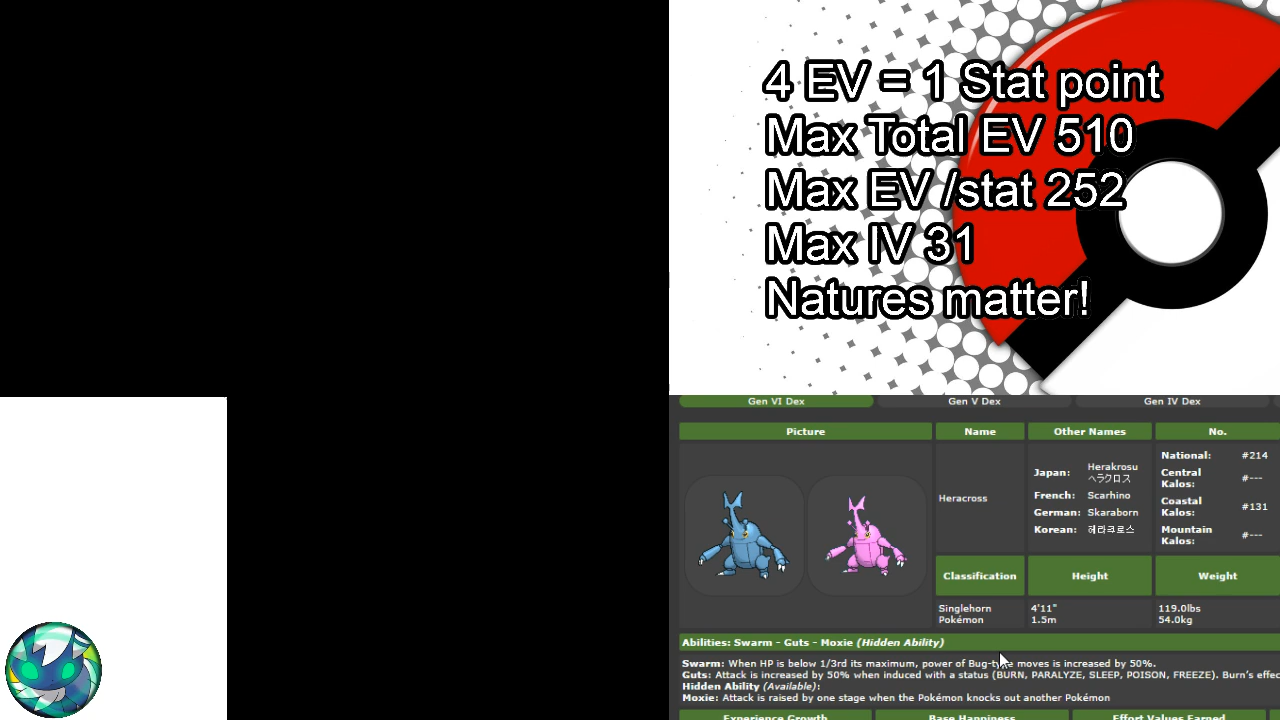 4 EV = 1 Stat point
Max Total EV 510
Max EV /stat 252
Max IV 31
Natures matter!
Gen VI Dex
Gen V Dex
Gen IV Dex
Picture
Name
Other Names
No.
Heracross
Japan: Herakrosu
ヘラクロス
French: Scarhino
German: Skaraborn
Korean: 헤라크로스
National: #214
Central Kalos: #---
Coastal Kalos: #131
Mountain Kalos: #---
Classification
Height
Weight
Singlehorn
Pokémon
4'11"
1.5m
119.0lbs
54.0kg
Abilities: Swarm - Guts - Moxie (Hidden Ability)
Swarm: When HP is below 1/3rd its maximum, power of Bug-type moves is increased by 50%.
Guts: Attack is increased by 50% when induced with a status (BURN, PARALYZE, SLEEP, POISON, FREEZE). Burn's effec
Hidden Ability (Available):
Moxie: Attack is raised by one stage when the Pokémon knocks out another Pokémon
Experience Growth
Base Happiness
Effort Values Earned